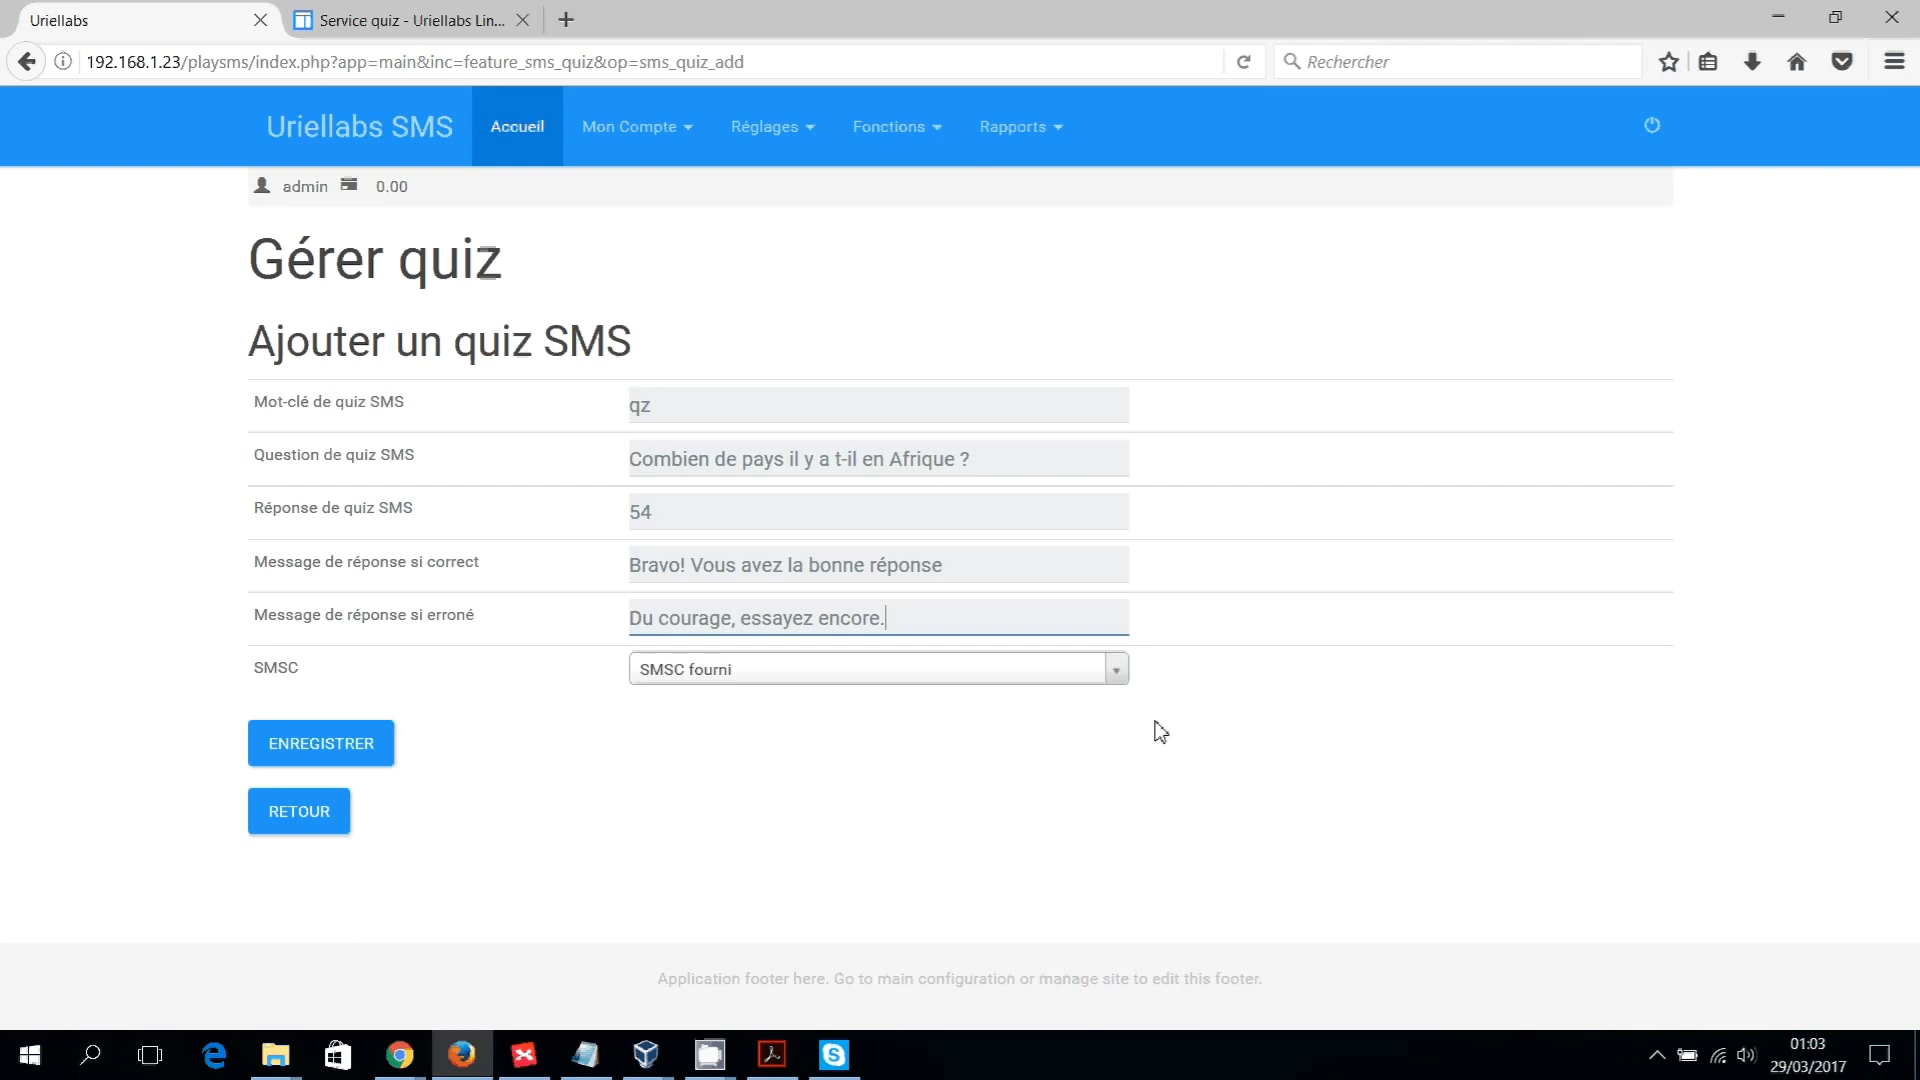 Uriellabs
Service quiz - Uriellabs Lin...
192.168.1.23/playsms/index.php?app=main&inc=feature_sms_quiz&op=sms_quiz_add
Rechercher
Uriellabs SMS
Accueil
Mon Compte
Réglages
Fonctions
Rapports
admin 0.00
Gérer quiz
Ajouter un quiz SMS
Mot-clé de quiz SMS
qz
Question de quiz SMS
Combien de pays il y a t-il en Afrique ?
Réponse de quiz SMS
54
Message de réponse si correct
Bravo! Vous avez la bonne réponse
Message de réponse si erroné
Du courage, essayez encore.
SMSC
SMSC fourni
ENREGISTRER
RETOUR
Application footer here. Go to main configuration or manage site to edit this footer.
01:03
29/03/2017